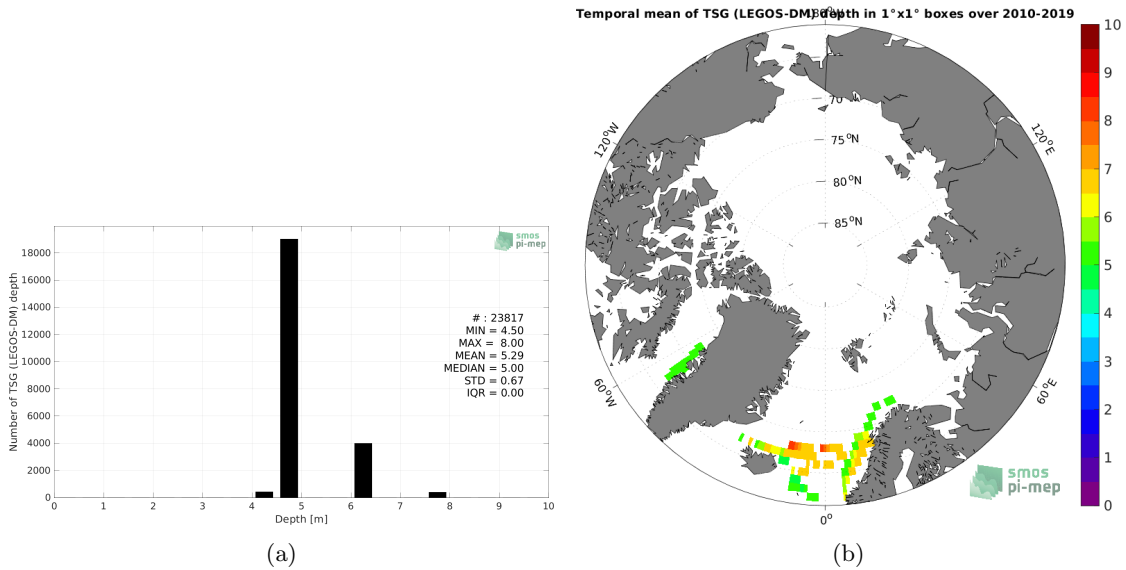 Temporal mean of TSG (LEGOS-DM) depth in 1°x1° boxes over 2010-2019
18000
16000
14000
12000
10000
8000
6000
4000
2000
0
Number of TSG (LEGOS-DM) depth
smos
pi-mep
# : 23817
MIN = 4.50
MAX = 8.00
MEAN = 5.29
MEDIAN = 5.00
STD = 0.67
IQR = 0.00
0 1 2 3 4 5 6 7 8 9 10
Depth [m]
(a)
120°W
60°W
75°N
80°N
85°N
120°E
60°E
0°
smos
pi-mep
10
9
8
7
6
5
4
3
2
1
0
(b)